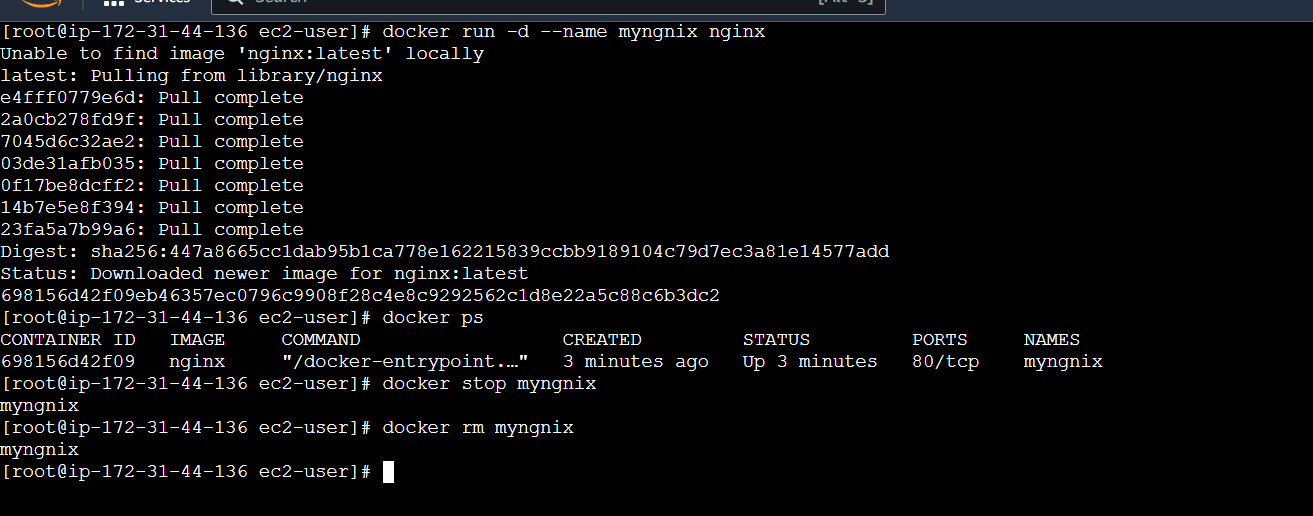 Services Search [Alt+S]
[root@ip-172-31-44-136 ec2-user]# docker run -d --name myngnix nginx
Unable to find image 'nginx:latest' locally
latest: Pulling from library/nginx
e4fff0779e6d: Pull complete
2a0cb278fd9f: Pull complete
7045d6c32ae2: Pull complete
03de31afb035: Pull complete
0f17be8dcff2: Pull complete
14b7e5e8f394: Pull complete
23fa5a7b99a6: Pull complete
Digest: sha256:447a8665cc1dab95b1ca778e162215839ccbb9189104c79d7ec3a81e14577add
Status: Downloaded newer image for nginx:latest
698156d42f09eb46357ec0796c9908f28c4e8c9292562c1d8e22a5c88c6b3dc2
[root@ip-172-31-44-136 ec2-user]# docker ps
CONTAINER ID IMAGE COMMAND CREATED STATUS PORTS NAMES
698156d42f09 nginx "/docker-entrypoint.…" 3 minutes ago Up 3 minutes 80/tcp myngnix
[root@ip-172-31-44-136 ec2-user]# docker stop myngnix
myngnix
[root@ip-172-31-44-136 ec2-user]# docker rm myngnix
myngnix
[root@ip-172-31-44-136 ec2-user]#